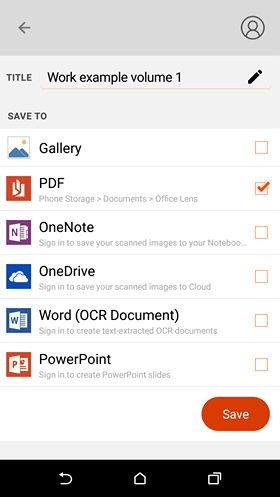 TITLE Work example volume 1
SAVE TO
Gallery
PDF
Phone Storage > Documents > Office Lens
OneNote
Sign in to save your scanned images to your Noteboo...
OneDrive
Sign in to save your scanned images to Cloud
Word (OCR Document)
Sign in to create text-extracted OCR documents
PowerPoint
Sign in to create PowerPoint slides
Save